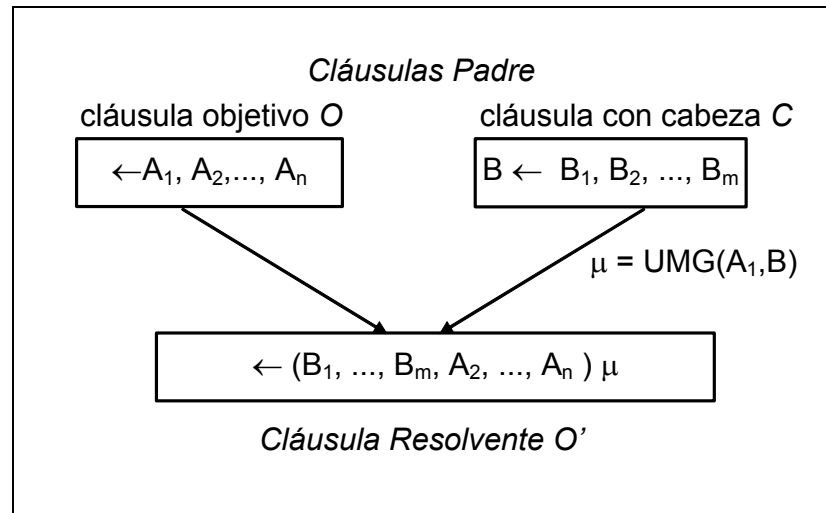 Cláusulas Padre
cláusula objetivo O
cláusula con cabeza C
←A₁, A₂,..., Aₙ
B ← B₁, B₂, ..., Bₘ
μ = UMG(A₁,B)
← (B₁, ..., Bₘ, A₂, ..., Aₙ ) μ
Cláusula Resolvente O’